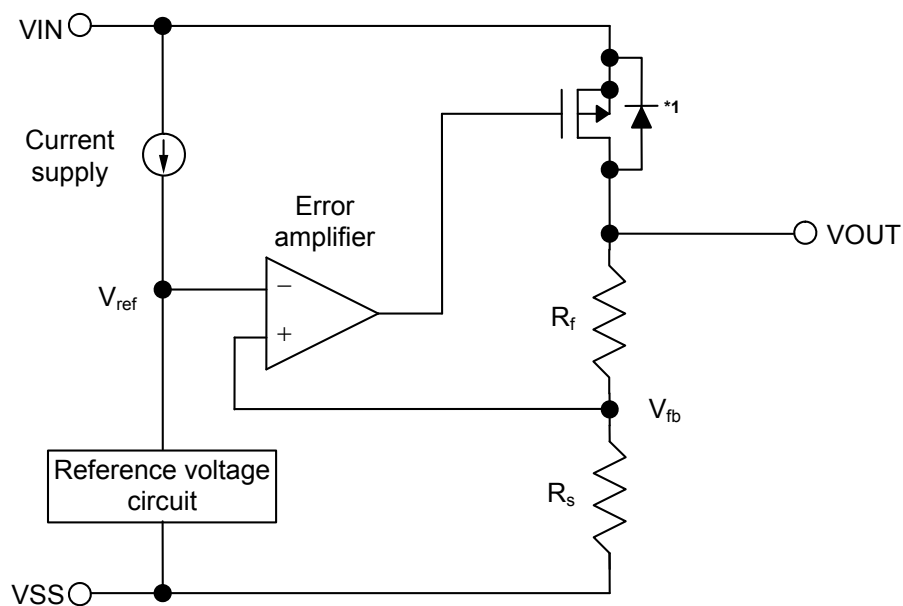 VIN
*1
Current
supply
Error
amplifier
VOUT
Vref
−
+
Rf
Vfb
Reference voltage
circuit
Rs
VSS